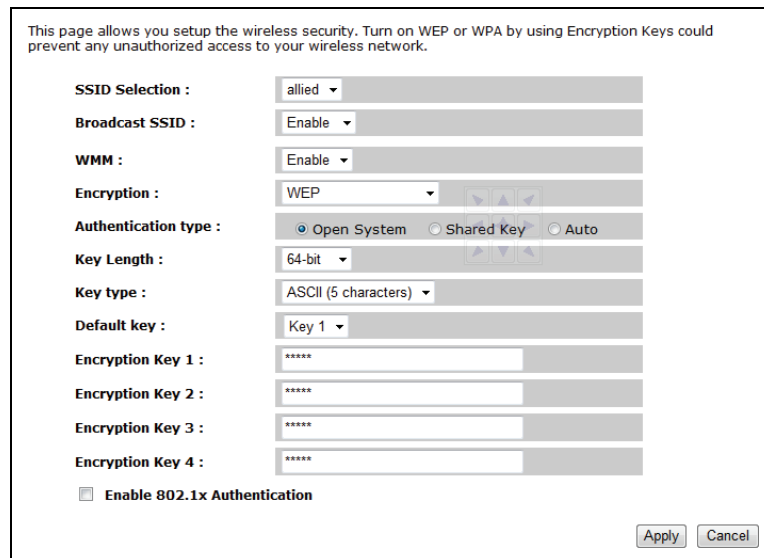 This page allows you setup the wireless security. Turn on WEP or WPA by using Encryption Keys could
prevent any unauthorized access to your wireless network.
SSID Selection : allied
Broadcast SSID : Enable
WMM : Enable
Encryption : WEP
Authentication type : Open System Shared Key Auto
Key Length : 64-bit
Key type : ASCII (5 characters)
Default key : Key 1
Encryption Key 1 : *****
Encryption Key 2 : *****
Encryption Key 3 : *****
Encryption Key 4 : *****
Enable 802.1x Authentication
Apply Cancel